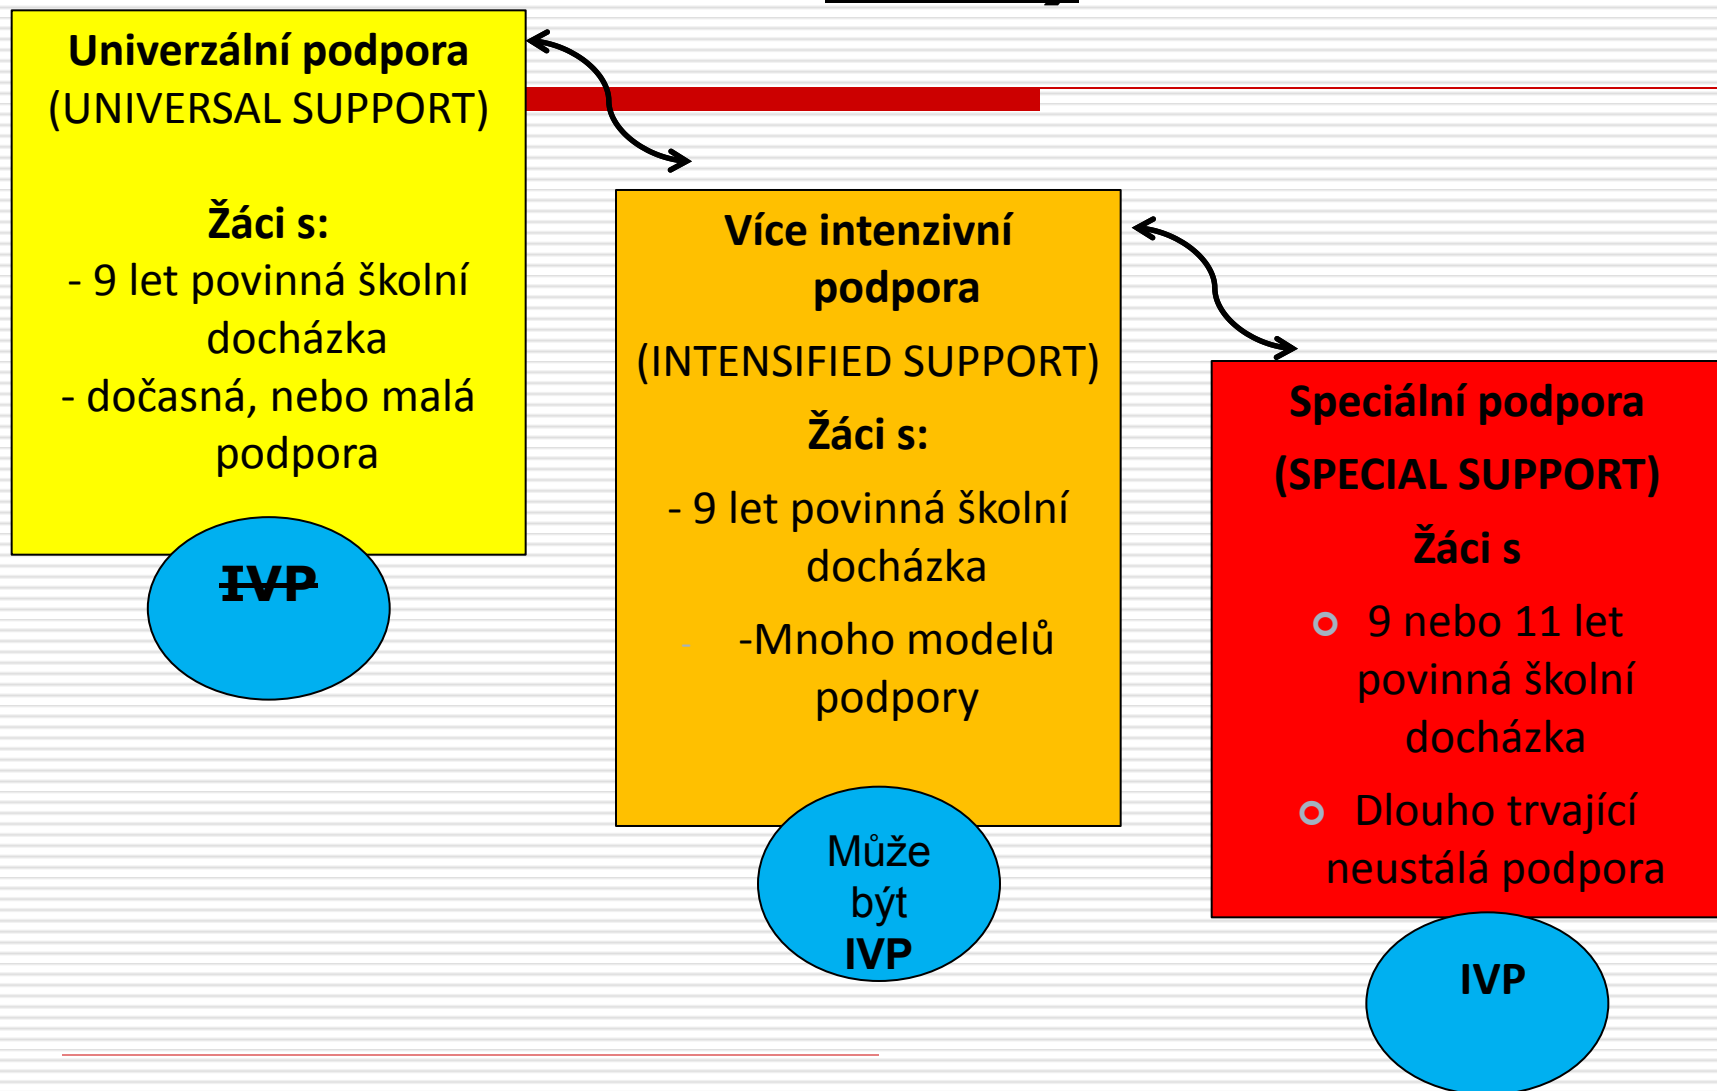 Univerzální podpora
(UNIVERSAL SUPPORT)
Žáci s:
- 9 let povinná školní
docházka
- dočasná, nebo malá
podpora
IVP
Více intenzivní
podpora
(INTENSIFIED SUPPORT)
Žáci s:
- 9 let povinná školní
docházka
- -Mnoho modelů
podpory
Může
být
IVP
Speciální podpora
(SPECIAL SUPPORT)
Žáci s
9 nebo 11 let
povinná školní
docházka
Dlouho trvající
neustálá podpora
IVP